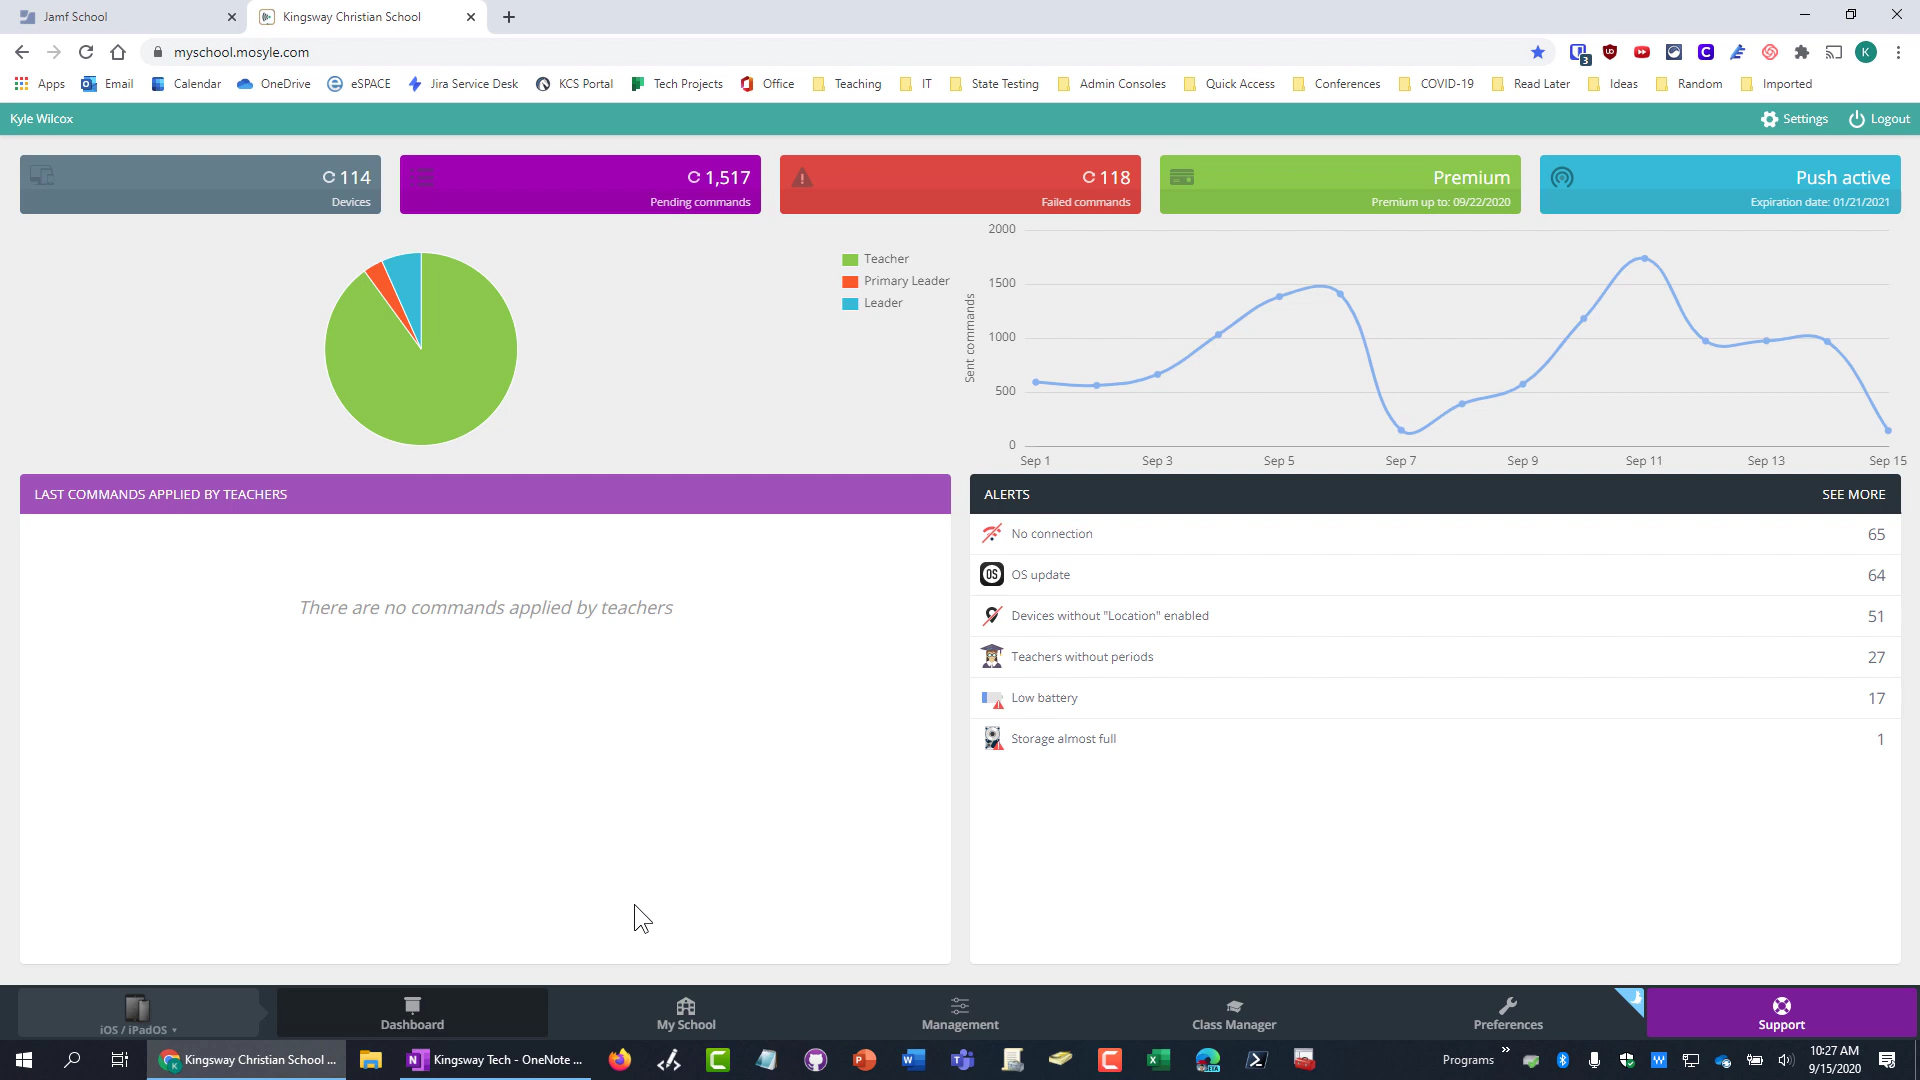 Jamf School
Kingsway Christian School
myschool.mosyle.com
3
K
Apps Email Calendar OneDrive eSPACE Jira Service Desk KCS Portal Tech Projects Office Teaching IT State Testing Admin Consoles Quick Access Conferences COVID-19 Read Later Ideas Random Imported
Kyle Wilcox
Settings
Logout
114
Devices
1,517
Pending commands
118
Failed commands
Premium
Premium up to: 09/22/2020
Push active
Expiration date: 01/21/2021
Teacher
Primary Leader
Leader
Sent commands
2000
1500
1000
500
0
Sep 1 Sep 3 Sep 5 Sep 7 Sep 9 Sep 11 Sep 13 Sep 15
LAST COMMANDS APPLIED BY TEACHERS
There are no commands applied by teachers
ALERTS SEE MORE
No connection 65
OS
OS update 64
Devices without "Location" enabled 51
Teachers without periods 27
Low battery 17
Storage almost full 1
iOS / iPadOS
Dashboard
My School
Management
Class Manager
Preferences
Support
Kingsway Christian School ...
Kingsway Tech - OneNote ...
Programs
10:27 AM
9/15/2020